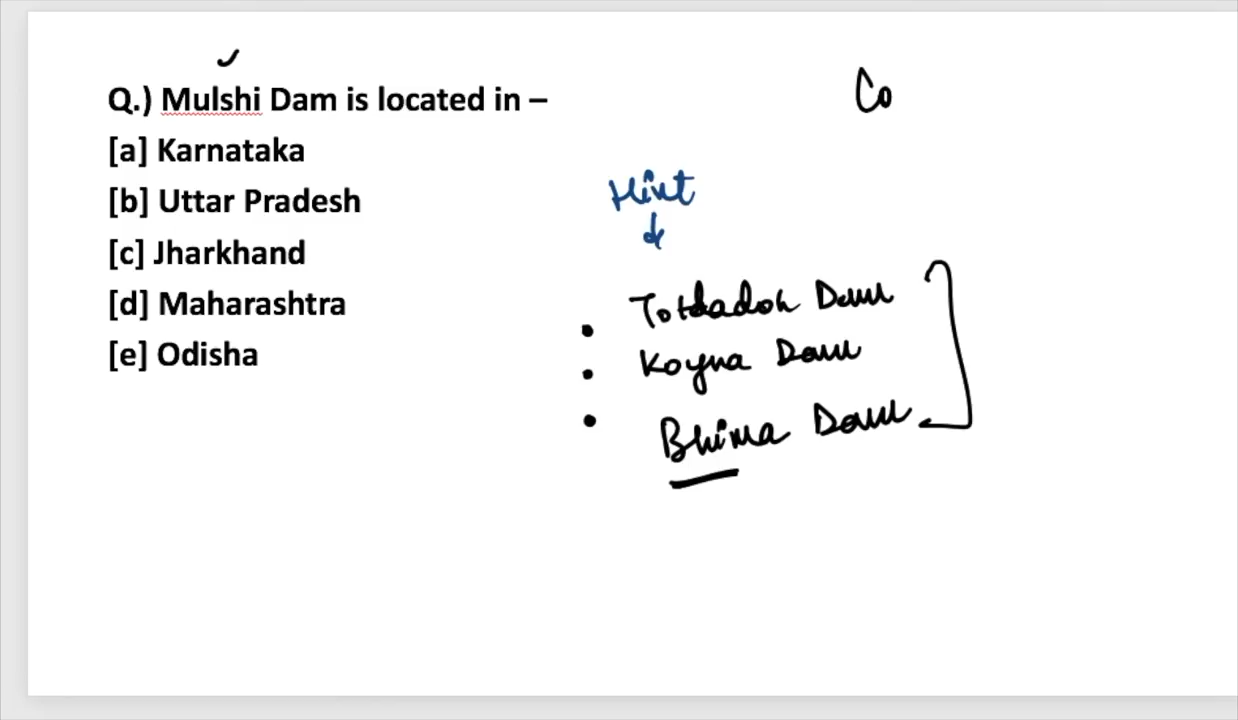 Q.) Mulshi Dam is located in –
[a] Karnataka
[b] Uttar Pradesh
[c] Jharkhand
[d] Maharashtra
[e] Odisha
Co
Hint
Totladoh Dam
Koyna Dam
Bhima Dam